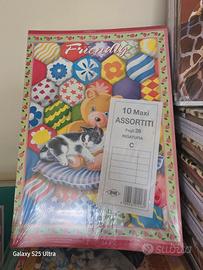 Friendly
10 Maxi
ASSORTITI
Fogli 20
RIGATURA
C
Galaxy S25 Ultra
subito